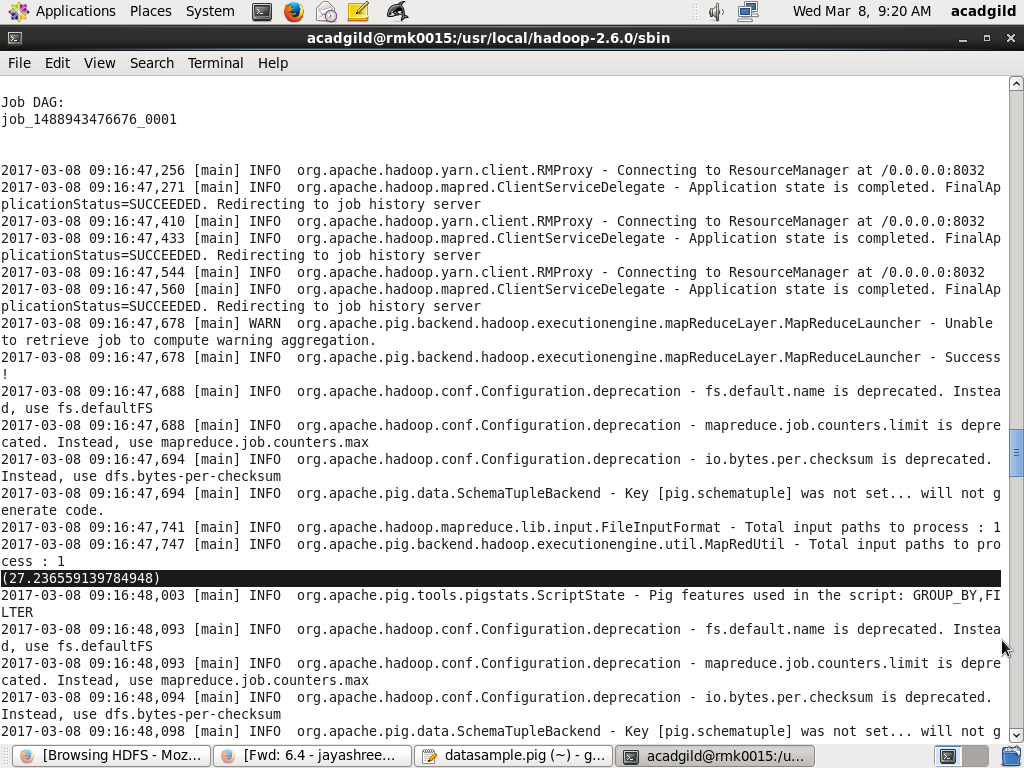 Applications Places System Wed Mar 8, 9:20 AM acadgild
acadgild@rmk0015:/usr/local/hadoop-2.6.0/sbin
File Edit View Search Terminal Help
Job DAG:
job_1488943476676_0001
2017-03-08 09:16:47,256 [main] INFO  org.apache.hadoop.yarn.client.RMProxy - Connecting to ResourceManager at /0.0.0.0:8032
2017-03-08 09:16:47,271 [main] INFO  org.apache.hadoop.mapred.ClientServiceDelegate - Application state is completed. FinalAp
plicationStatus=SUCCEEDED. Redirecting to job history server
2017-03-08 09:16:47,410 [main] INFO  org.apache.hadoop.yarn.client.RMProxy - Connecting to ResourceManager at /0.0.0.0:8032
2017-03-08 09:16:47,433 [main] INFO  org.apache.hadoop.mapred.ClientServiceDelegate - Application state is completed. FinalAp
plicationStatus=SUCCEEDED. Redirecting to job history server
2017-03-08 09:16:47,544 [main] INFO  org.apache.hadoop.yarn.client.RMProxy - Connecting to ResourceManager at /0.0.0.0:8032
2017-03-08 09:16:47,560 [main] INFO  org.apache.hadoop.mapred.ClientServiceDelegate - Application state is completed. FinalAp
plicationStatus=SUCCEEDED. Redirecting to job history server
2017-03-08 09:16:47,678 [main] WARN  org.apache.pig.backend.hadoop.executionengine.mapReduceLayer.MapReduceLauncher - Unable
to retrieve job to compute warning aggregation.
2017-03-08 09:16:47,678 [main] INFO  org.apache.pig.backend.hadoop.executionengine.mapReduceLayer.MapReduceLauncher - Success
!
2017-03-08 09:16:47,688 [main] INFO  org.apache.hadoop.conf.Configuration.deprecation - fs.default.name is deprecated. Instea
d, use fs.defaultFS
2017-03-08 09:16:47,688 [main] INFO  org.apache.hadoop.conf.Configuration.deprecation - mapreduce.job.counters.limit is depre
cated. Instead, use mapreduce.job.counters.max
2017-03-08 09:16:47,694 [main] INFO  org.apache.hadoop.conf.Configuration.deprecation - io.bytes.per.checksum is deprecated.
Instead, use dfs.bytes-per-checksum
2017-03-08 09:16:47,694 [main] INFO  org.apache.pig.data.SchemaTupleBackend - Key [pig.schematuple] was not set... will not g
enerate code.
2017-03-08 09:16:47,741 [main] INFO  org.apache.hadoop.mapreduce.lib.input.FileInputFormat - Total input paths to process : 1
2017-03-08 09:16:47,747 [main] INFO  org.apache.pig.backend.hadoop.executionengine.util.MapRedUtil - Total input paths to pro
cess : 1
(27.236559139784948)
2017-03-08 09:16:48,003 [main] INFO  org.apache.pig.tools.pigstats.ScriptState - Pig features used in the script: GROUP_BY,FI
LTER
2017-03-08 09:16:48,093 [main] INFO  org.apache.hadoop.conf.Configuration.deprecation - fs.default.name is deprecated. Instea
d, use fs.defaultFS
2017-03-08 09:16:48,093 [main] INFO  org.apache.hadoop.conf.Configuration.deprecation - mapreduce.job.counters.limit is depre
cated. Instead, use mapreduce.job.counters.max
2017-03-08 09:16:48,094 [main] INFO  org.apache.hadoop.conf.Configuration.deprecation - io.bytes.per.checksum is deprecated.
Instead, use dfs.bytes-per-checksum
2017-03-08 09:16:48,098 [main] INFO  org.apache.pig.data.SchemaTupleBackend - Key [pig.schematuple] was not set... will not g
[Browsing HDFS - Moz... [Fwd: 6.4 - jayashree... datasample.pig (~) - g... acadgild@rmk0015:/u...